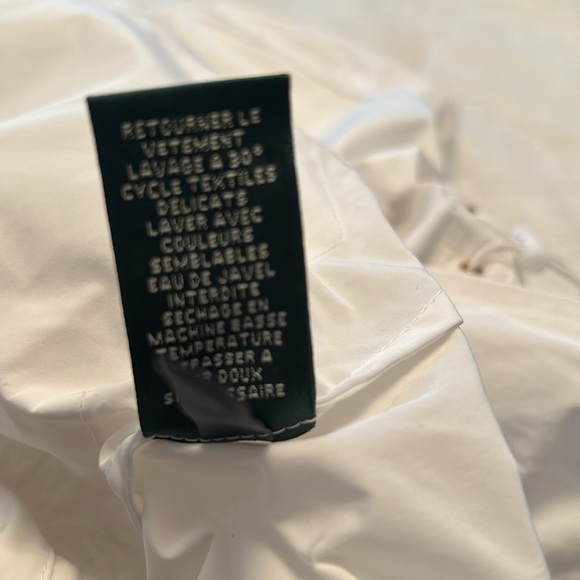 RETOURNER LE
VETEMENT
LAVAGE A 30°
CYCLE TEXTILES
DELICATS
LAVER AVEC
COULEURS
SEMBLABLES
EAU DE JAVEL
INTERDITE
SECHAGE EN
MACHINE BASSE
TEMPERATURE
A
DOUX